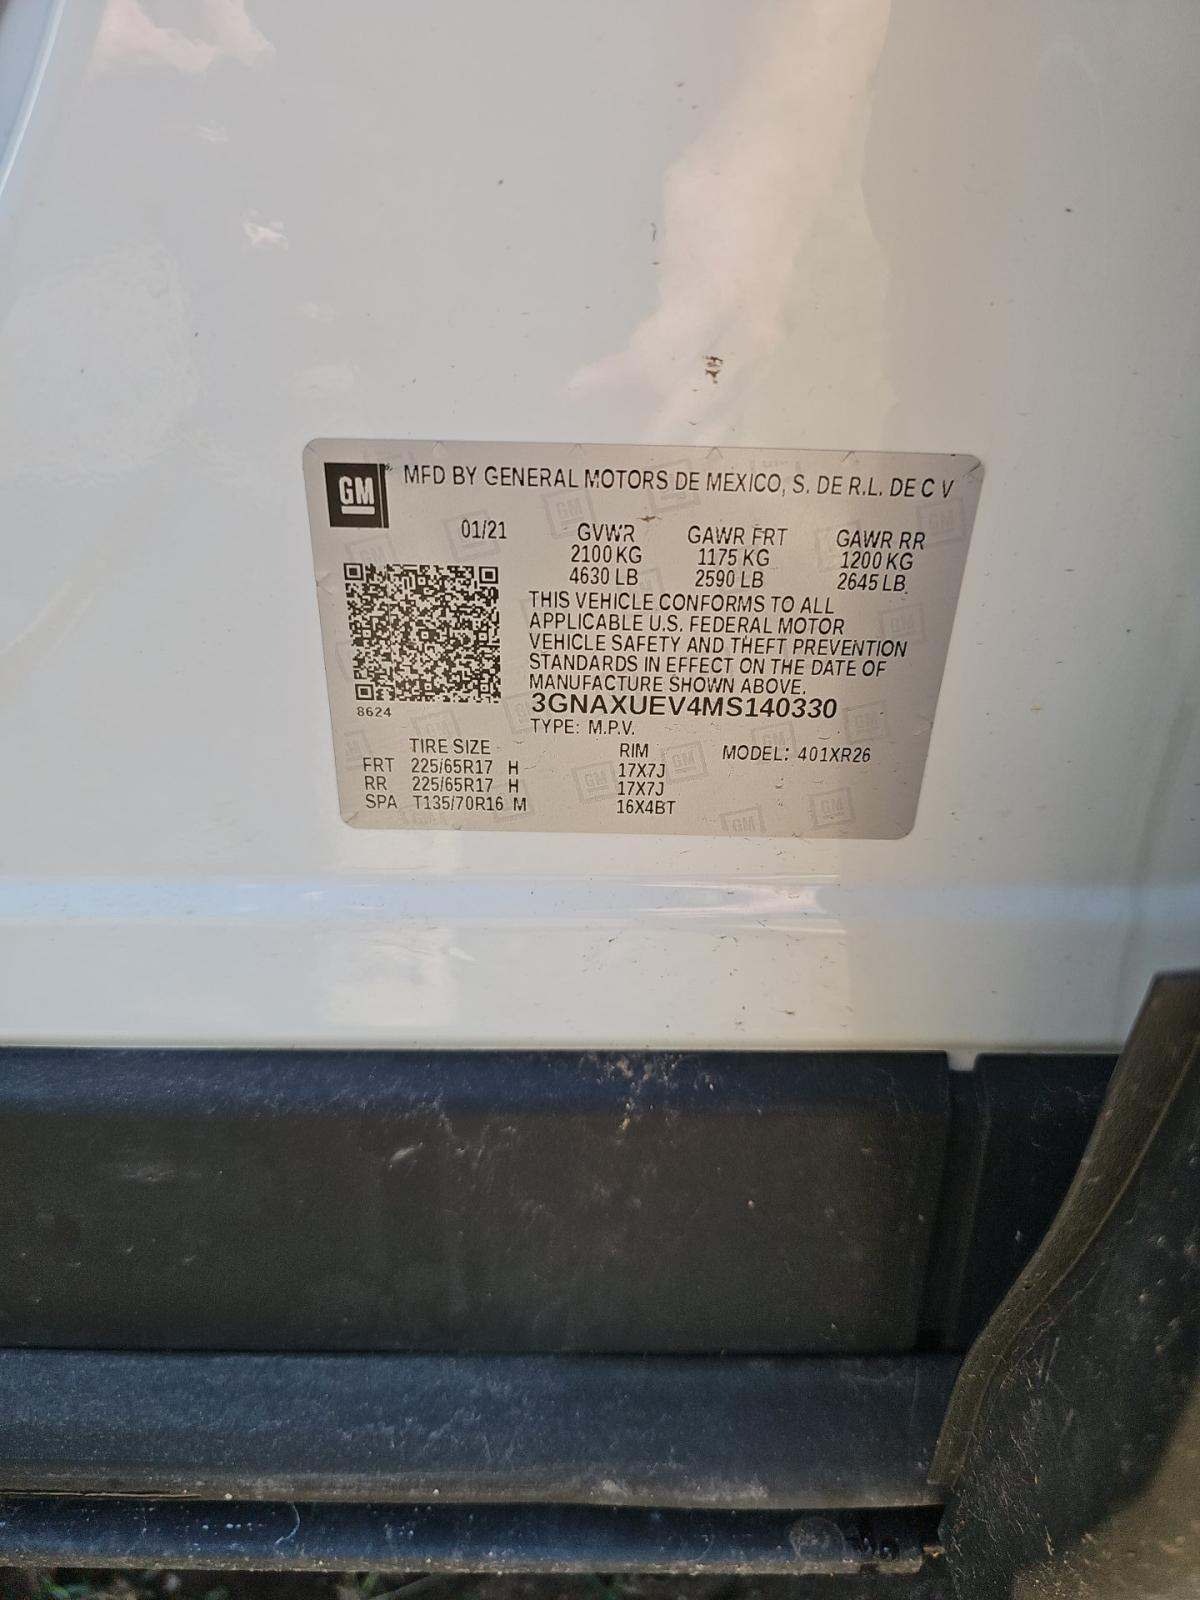 GM ® MFD BY GENERAL MOTORS DE MEXICO, S. DE R.L. DE C V
01/21 GVWR GAWR FRT GAWR RR
2100 KG 1175 KG 1200 KG
4630 LB 2590 LB 2645 LB
THIS VEHICLE CONFORMS TO ALL
APPLICABLE U.S. FEDERAL MOTOR
VEHICLE SAFETY AND THEFT PREVENTION
STANDARDS IN EFFECT ON THE DATE OF
MANUFACTURE SHOWN ABOVE.
8624 3GNAXUEV4MS140330
TYPE: M.P.V.
TIRE SIZE RIM MODEL: 401XR26
FRT 225/65R17 H 17X7J
RR 225/65R17 H 17X7J
SPA T135/70R16 M 16X4BT